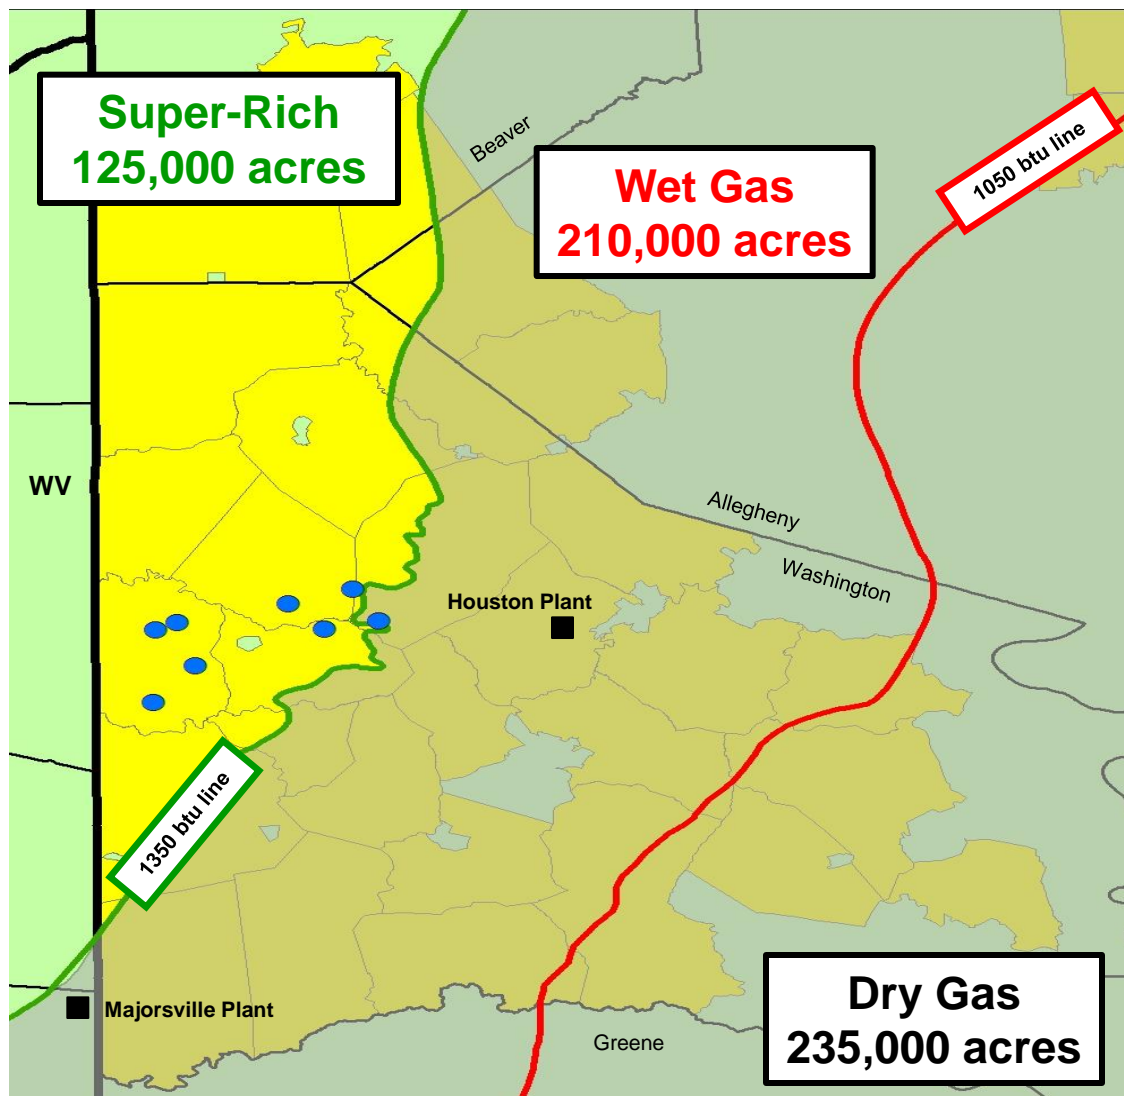 Super-Rich
125,000 acres
Beaver
1050 btu line
Wet Gas
210,000 acres
WV
Allegheny
Washington
Houston Plant
1350 btu line
Majorsville Plant
Greene
Dry Gas
235,000 acres